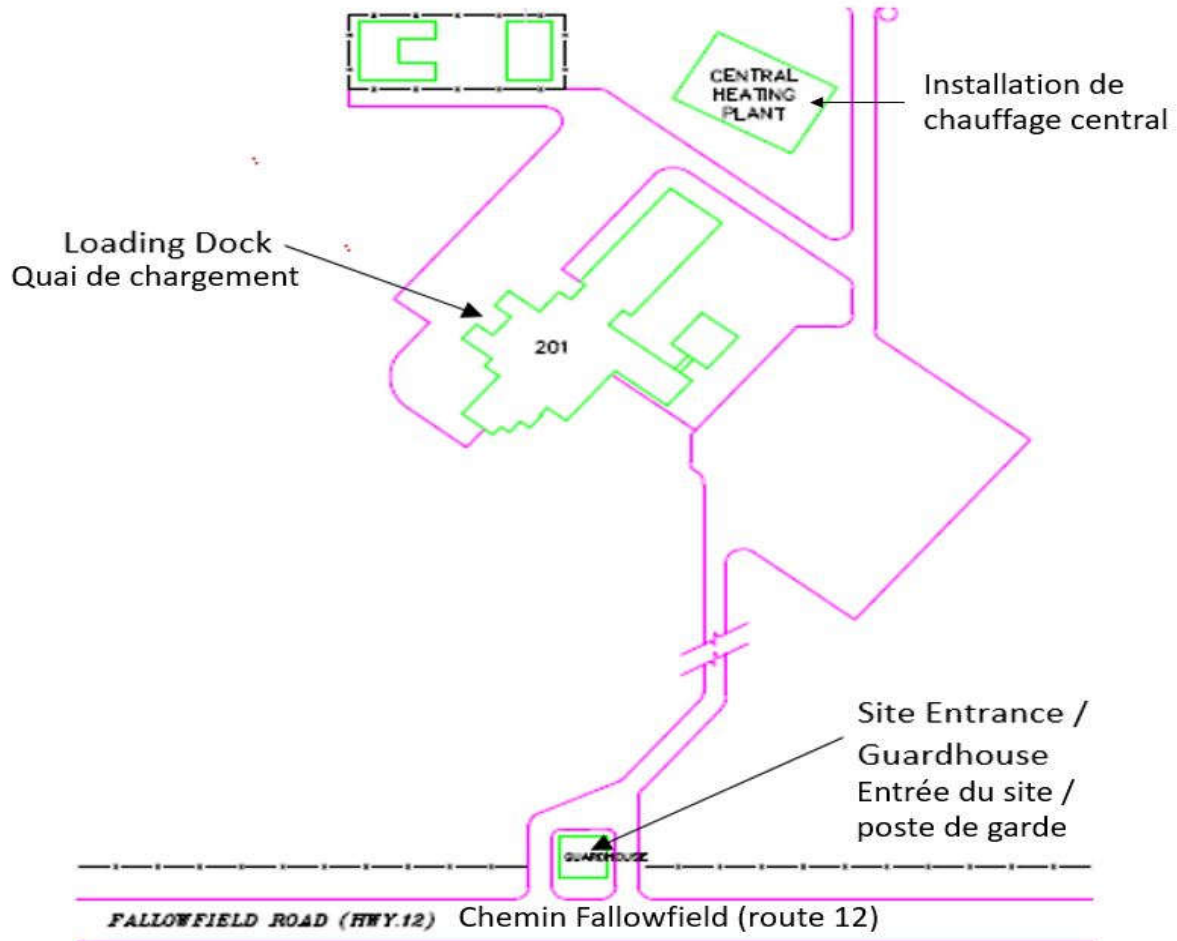 CENTRAL
HEATING
PLANT
Installation de
chauffage central
Loading Dock
Quai de chargement
201
Site Entrance /
Guardhouse
Entrée du site /
poste de garde
GUARDHOUSE
FALLOWFIELD ROAD (HWY.12) Chemin Fallowfield (route 12)